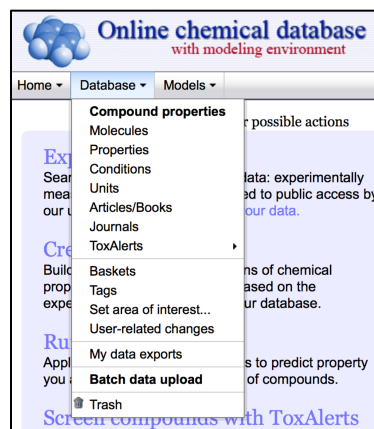 Online chemical database
with modeling environment
Home Database Models
Compound properties
r possible actions
Molecules
Properties
Conditions
Units
Articles/Books
Journals
ToxAlerts
Baskets
Tags
Set area of interest...
User-related changes
My data exports
Batch data upload
Trash
Sear data: experimentally
ed to public access by
our our data.
Buil ns of chemical
prop ased on the
expe ur database.
Appl s to predict property
you of compounds.
Screen compounds with ToxAlerts